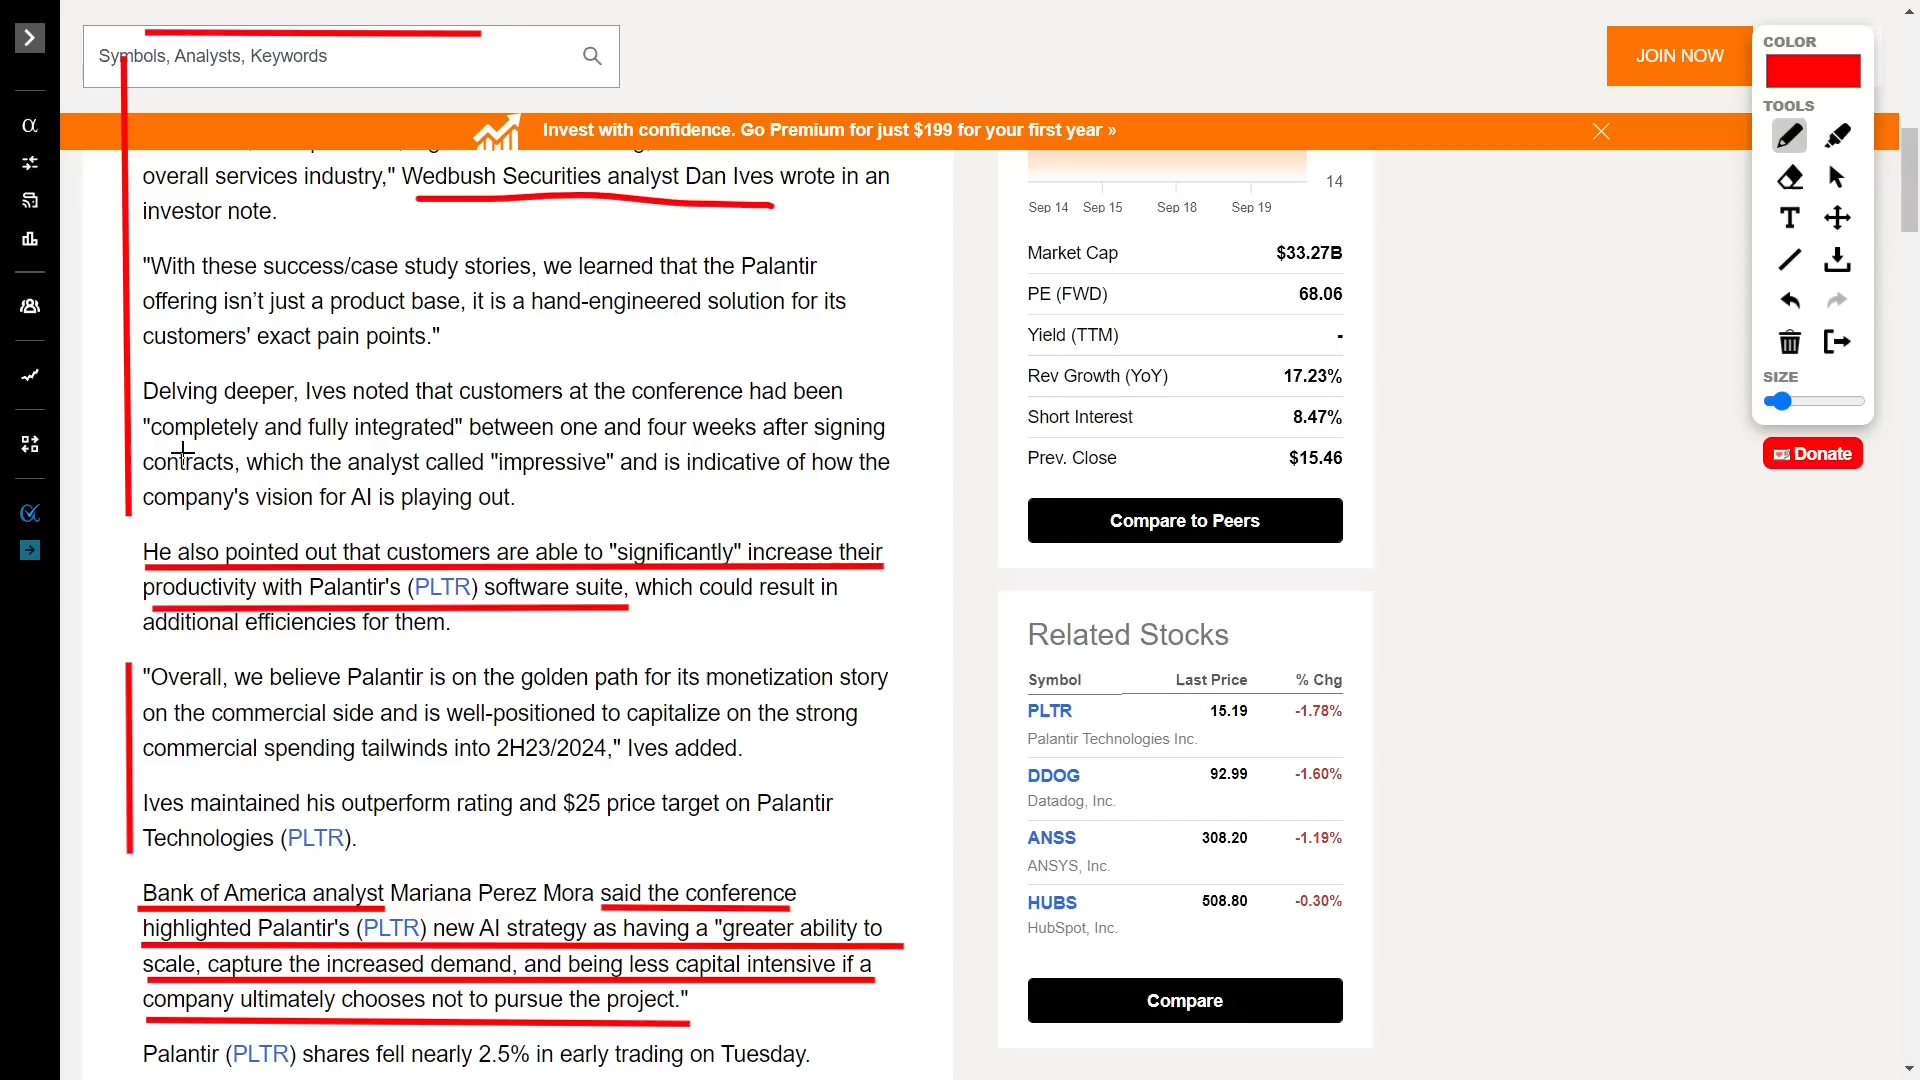 Symbols, Analysts, Keywords
JOIN NOW
Invest with confidence. Go Premium for just $199 for your first year »
overall services industry," Wedbush Securities analyst Dan Ives wrote in an
investor note.
"With these success/case study stories, we learned that the Palantir
offering isn’t just a product base, it is a hand-engineered solution for its
customers' exact pain points."
Delving deeper, Ives noted that customers at the conference had been
"completely and fully integrated" between one and four weeks after signing
contracts, which the analyst called "impressive" and is indicative of how the
company's vision for AI is playing out.
He also pointed out that customers are able to "significantly" increase their
productivity with Palantir's (PLTR) software suite, which could result in
additional efficiencies for them.
"Overall, we believe Palantir is on the golden path for its monetization story
on the commercial side and is well-positioned to capitalize on the strong
commercial spending tailwinds into 2H23/2024," Ives added.
Ives maintained his outperform rating and $25 price target on Palantir
Technologies (PLTR).
Bank of America analyst Mariana Perez Mora said the conference
highlighted Palantir's (PLTR) new AI strategy as having a "greater ability to
scale, capture the increased demand, and being less capital intensive if a
company ultimately chooses not to pursue the project."
Palantir (PLTR) shares fell nearly 2.5% in early trading on Tuesday.
14
Sep 14 Sep 15 Sep 18 Sep 19
Market Cap $33.27B
PE (FWD) 68.06
Yield (TTM) -
Rev Growth (YoY) 17.23%
Short Interest 8.47%
Prev. Close $15.46
Compare to Peers
Related Stocks
Symbol Last Price % Chg
PLTR 15.19 -1.78%
Palantir Technologies Inc.
DDOG 92.99 -1.60%
Datadog, Inc.
ANSS 308.20 -1.19%
ANSYS, Inc.
HUBS 508.80 -0.30%
HubSpot, Inc.
Compare
COLOR
TOOLS
T
SIZE
Donate